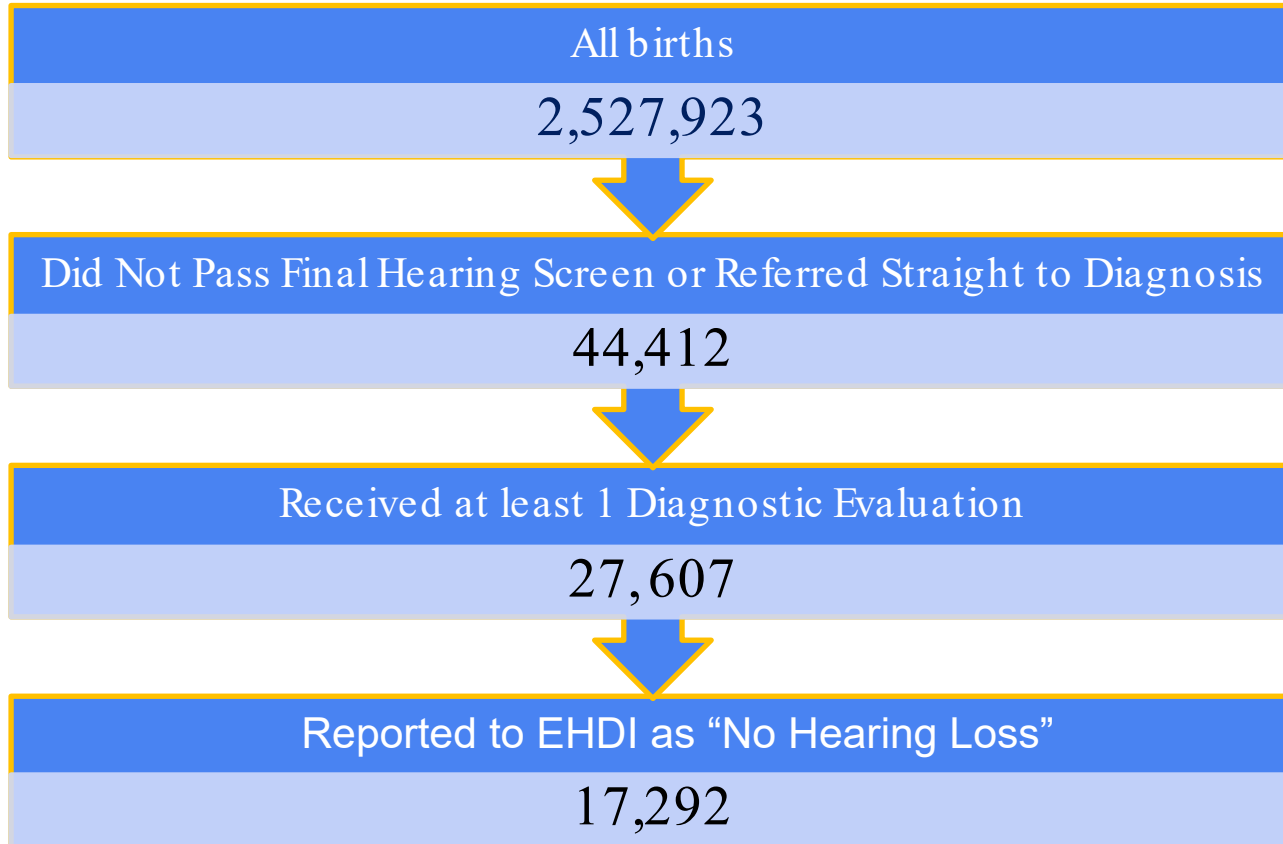 All births
2,527,923
Did Not Pass Final Hearing Screen or Referred Straight to Diagnosis
44,412
Received at least 1 Diagnostic Evaluation
27,607
Reported to EHDI as “No Hearing Loss”
17,292